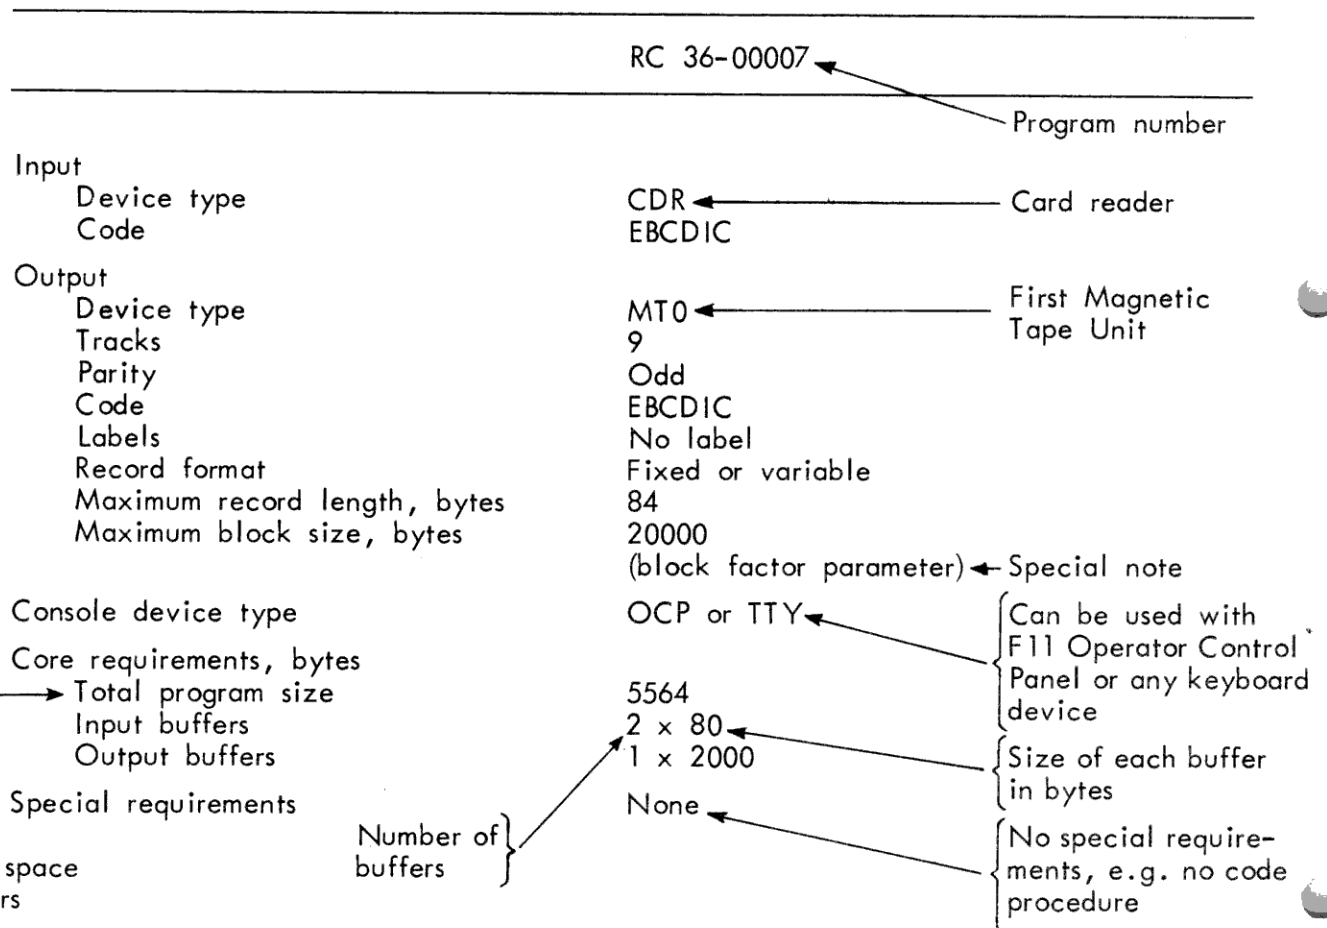 RC 36-00007
Program number
Input
Device type CDR Card reader
Code EBCDIC
Output
Device type MT0 First Magnetic
Tape Unit
Tracks 9
Parity Odd
Code EBCDIC
Labels No label
Record format Fixed or variable
Maximum record length, bytes 84
Maximum block size, bytes 20000
(block factor parameter) Special note
Console device type OCP or TTY Can be used with
F11 Operator Control
Panel or any keyboard
device
Core requirements, bytes
Total program size 5564
Input buffers 2 x 80
Output buffers 1 x 2000
Size of each buffer
in bytes
Special requirements None
Number of
buffers
No special require-
ments, e.g. no code
procedure
space
rs